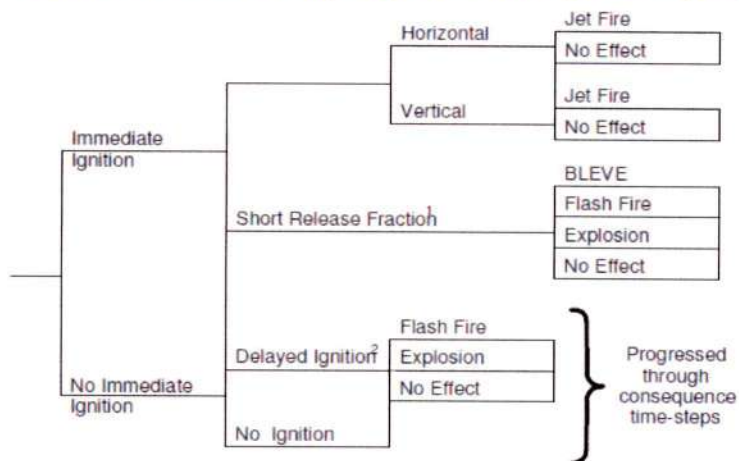 Jet Fire
Horizontal
No Effect
Jet Fire
Vertical
No Effect
Immediate
Ignition
BLEVE
Flash Fire
Short Release Fraction1
Explosion
No Effect
Flash Fire
Delayed Ignition2
Explosion
No Effect
No Immediate
Ignition
No Ignition
Progressed
through
consequence
time-steps